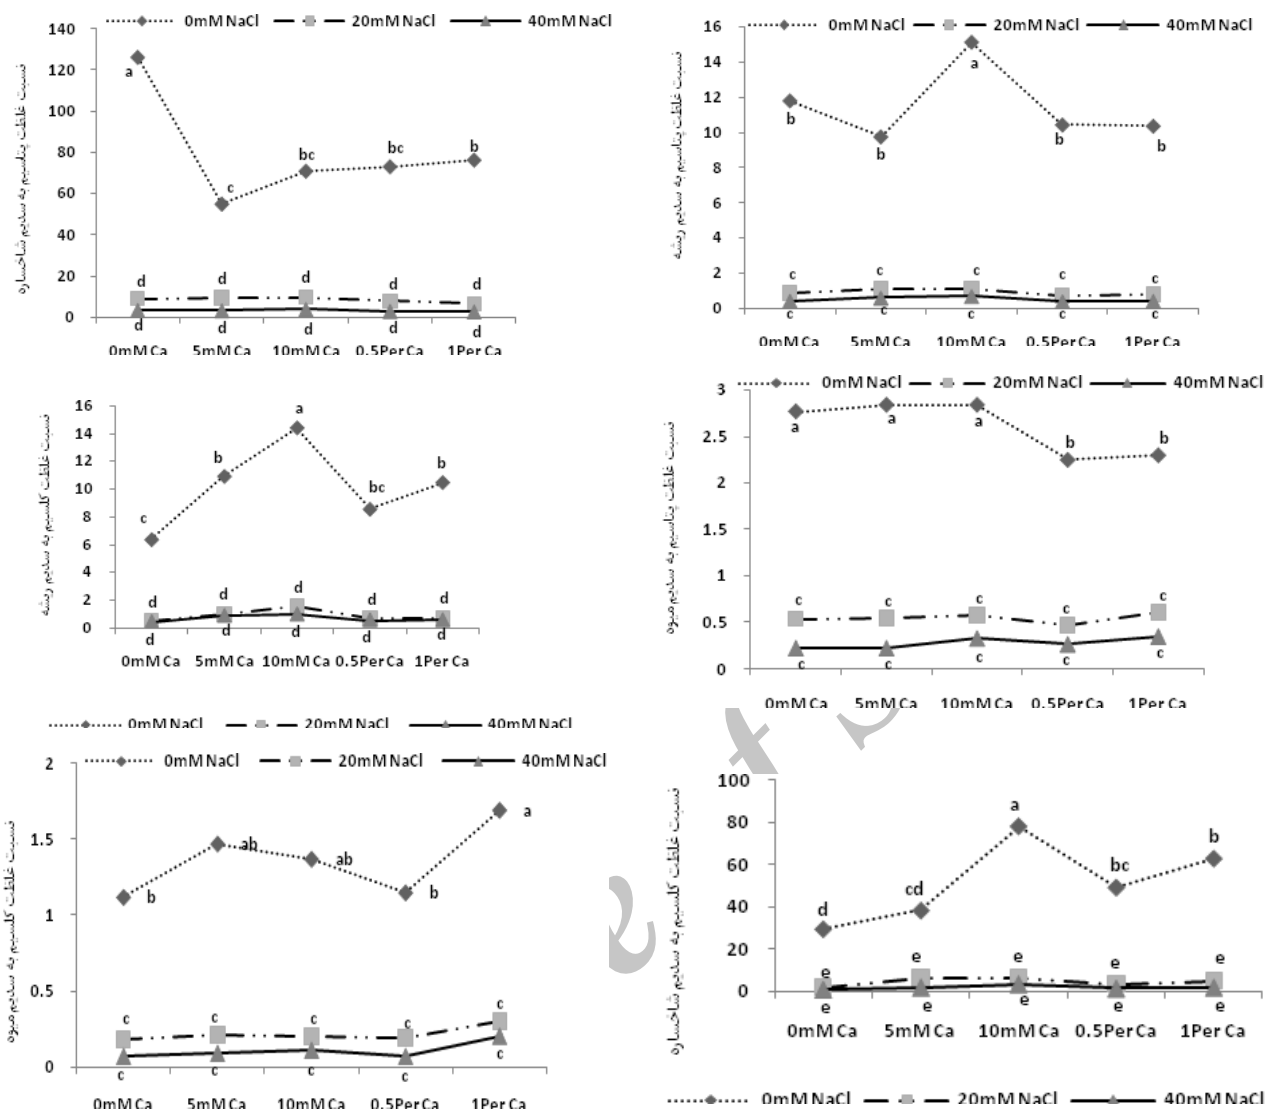 0mM NaCl 20mM NaCl 40mM NaCl
نسبت غلظت پتاسیم به سدیم شاخساره
140
120
100
80
60
40
20
0
a
c
bc
bc
b
d d d d d
d d d d d
0mM Ca 5mM Ca 10mM Ca 0.5Per Ca 1Per Ca
0mM NaCl 20mM NaCl 40mM NaCl
نسبت غلظت پتاسیم به سدیم ریشه
16
14
12
10
8
6
4
2
0
b
b
a
b
b
c c c c c
c c c c c
0mM Ca 5mM Ca 10mM Ca 0.5Per Ca 1Per Ca
نسبت غلظت کلسیم به سدیم ریشه
16
14
12
10
8
6
4
2
0
c
b
a
bc
b
d d d d d
d d d d d
0mM Ca 5mM Ca 10mM Ca 0.5Per Ca 1Per Ca
0mM NaCl 20mM NaCl 40mM NaCl
0mM NaCl 20mM NaCl 40mM NaCl
نسبت غلظت پتاسیم به سدیم میوه
3
2.5
2
1.5
1
0.5
0
a
a
a
b
b
c c c c c
c c c c c
0mM Ca 5mM Ca 10mM Ca 0.5Per Ca 1Per Ca
0mM NaCl 20mM NaCl 40mM NaCl
نسبت غلظت کلسیم به سدیم میوه
2
1.5
1
0.5
0
b
ab
ab
b
a
c c c c c
c c c c c
0mM Ca 5mM Ca 10mM Ca 0.5Per Ca 1Per Ca
نسبت غلظت کلسیم به سدیم شاخساره
100
80
60
40
20
0
d
cd
a
bc
b
e e e e e
e e e e e
0mM Ca 5mM Ca 10mM Ca 0.5Per Ca 1Per Ca
0mM NaCl 20mM NaCl 40mM NaCl